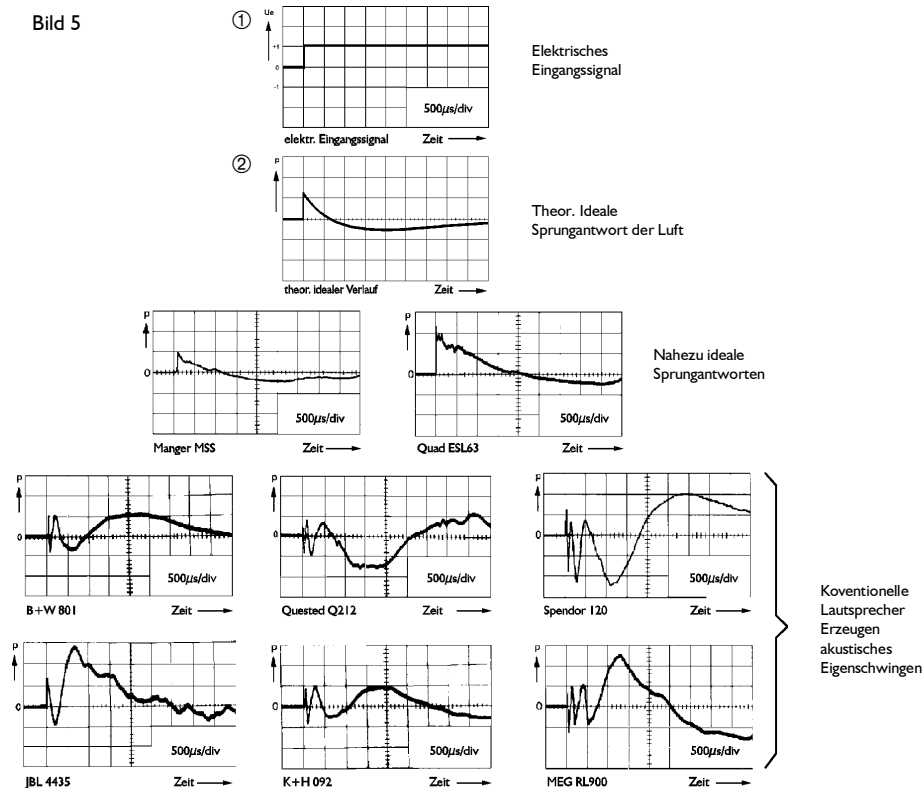 Bild 5
①
Ue
+1
0
-1
500µs/div
elektr. Eingangssignal Zeit
Elektrisches
Eingangssignal
②
p
theor. idealer Verlauf Zeit
Theor. Ideale
Sprungantwort der Luft
p
0
500µs/div
Manger MSS Zeit
p
0
500µs/div
Quad ESL63 Zeit
Nahezu ideale
Sprungantworten
p
0
500µs/div
B+W 801 Zeit
p
0
500µs/div
Quested Q212 Zeit
p
0
500µs/div
Spendor 120 Zeit
p
0
500µs/div
JBL 4435 Zeit
p
0
500µs/div
K+H 092 Zeit
p
0
500µs/div
MEG RL900 Zeit
Koventionelle
Lautsprecher
Erzeugen
akustisches
Eigenschwingen